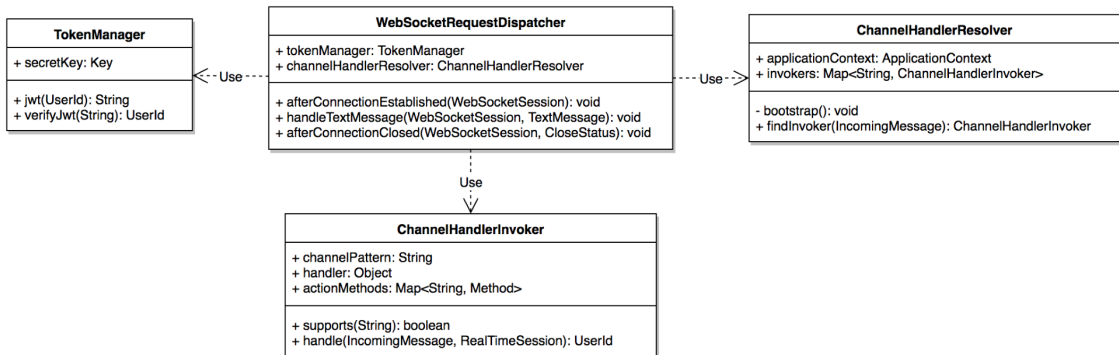 TokenManager
+ secretKey: Key
+ jwt(UserId): String
+ verifyJwt(String): UserId
Use
WebSocketRequestDispatcher
+ tokenManager: TokenManager
+ channelHandlerResolver: ChannelHandlerResolver
+ afterConnectionEstablished(WebSocketSession): void
+ handleTextMessage(WebSocketSession, TextMessage): void
+ afterConnectionClosed(WebSocketSession, CloseStatus): void
Use
ChannelHandlerResolver
+ applicationContext: ApplicationContext
+ invokers: Map<String, ChannelHandlerInvoker>
- bootstrap(): void
+ findInvoker(IncomingMessage): ChannelHandlerInvoker
Use
ChannelHandlerInvoker
+ channelPattern: String
+ handler: Object
+ actionMethods: Map<String, Method>
+ supports(String): boolean
+ handle(IncomingMessage, RealTimeSession): UserId